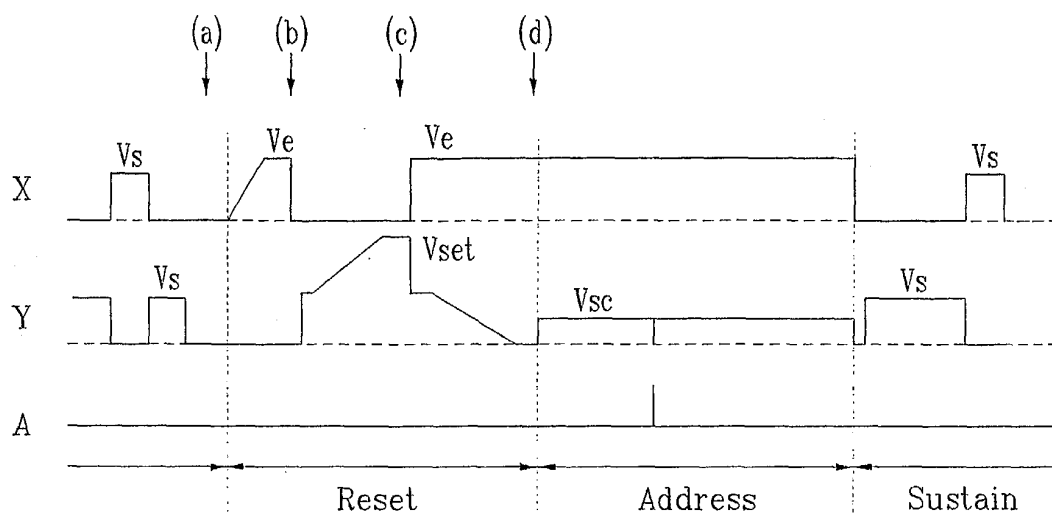 (a) (b) (c) (d)
Vs Ve Ve Vs
X
Vs Vset Vsc Vs
Y
A
Reset Address Sustain